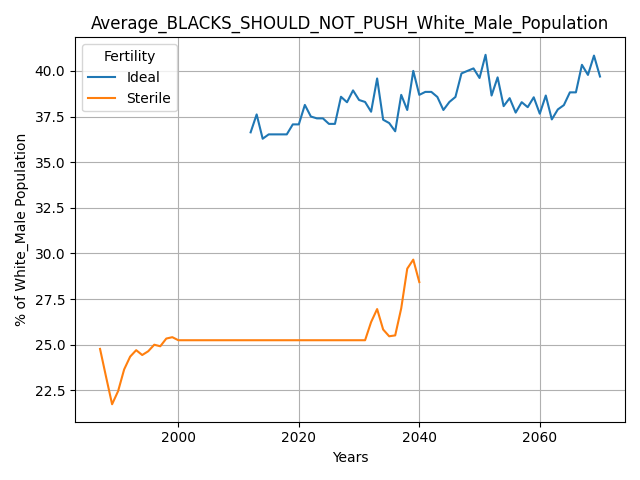 Average_BLACKS_SHOULD_NOT_PUSH_White_Male_Population
Fertility
Ideal
Sterile
% of White_Male Population
40.0
37.5
35.0
32.5
30.0
27.5
25.0
22.5
2000
2020
2040
2060
Years